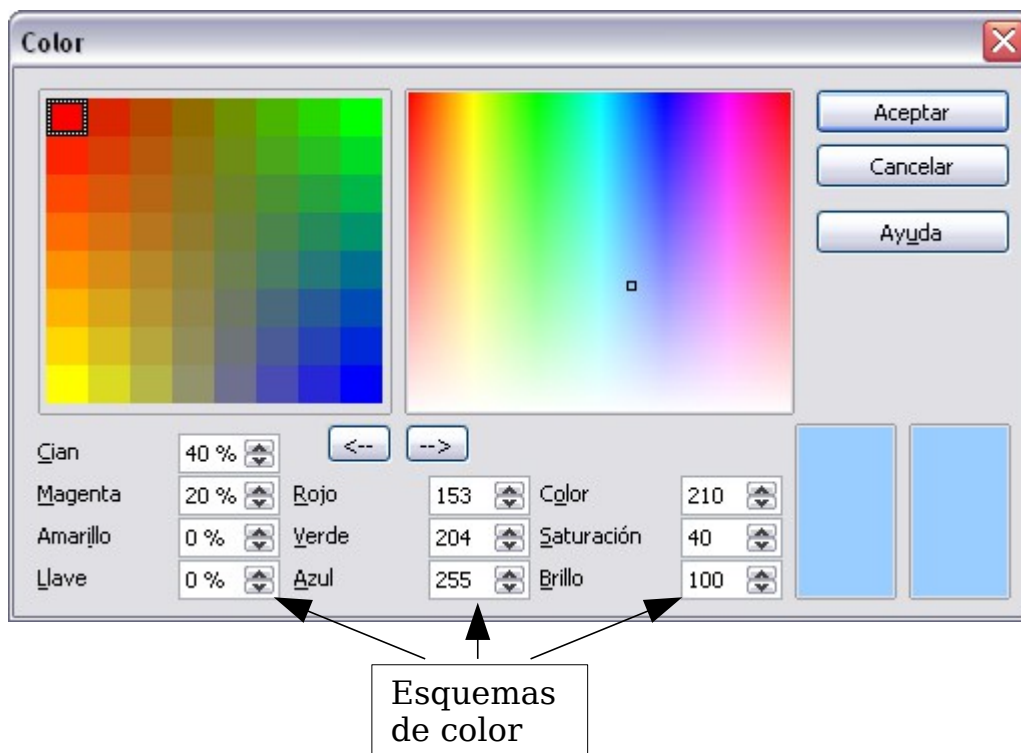 Color
Aceptar
Cancelar
Ayuda
<-- -->
Cian 40 %
Magenta 20 % Rojo 153 Color 210
Amarillo 0 % Verde 204 Saturación 40
Llave 0 % Azul 255 Brillo 100
Esquemas
de color